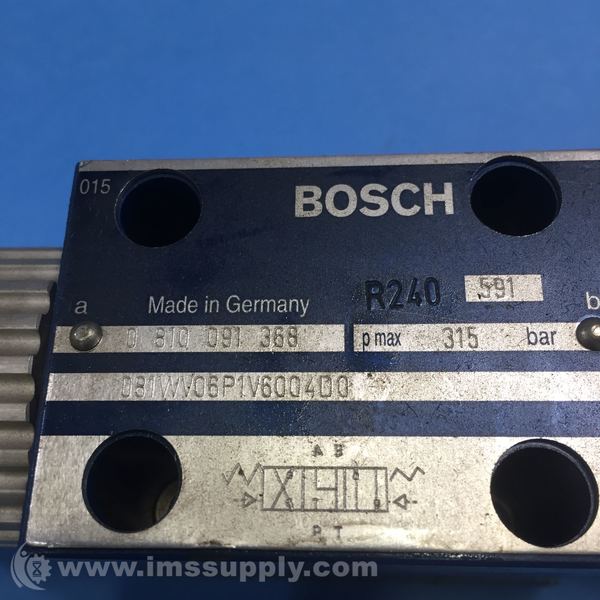 015
BOSCH
R240 591
a Made in Germany b
0 810 091 368 p max 315 bar
081WV06P1V6004D0
A B
P T
www.imssupply.com